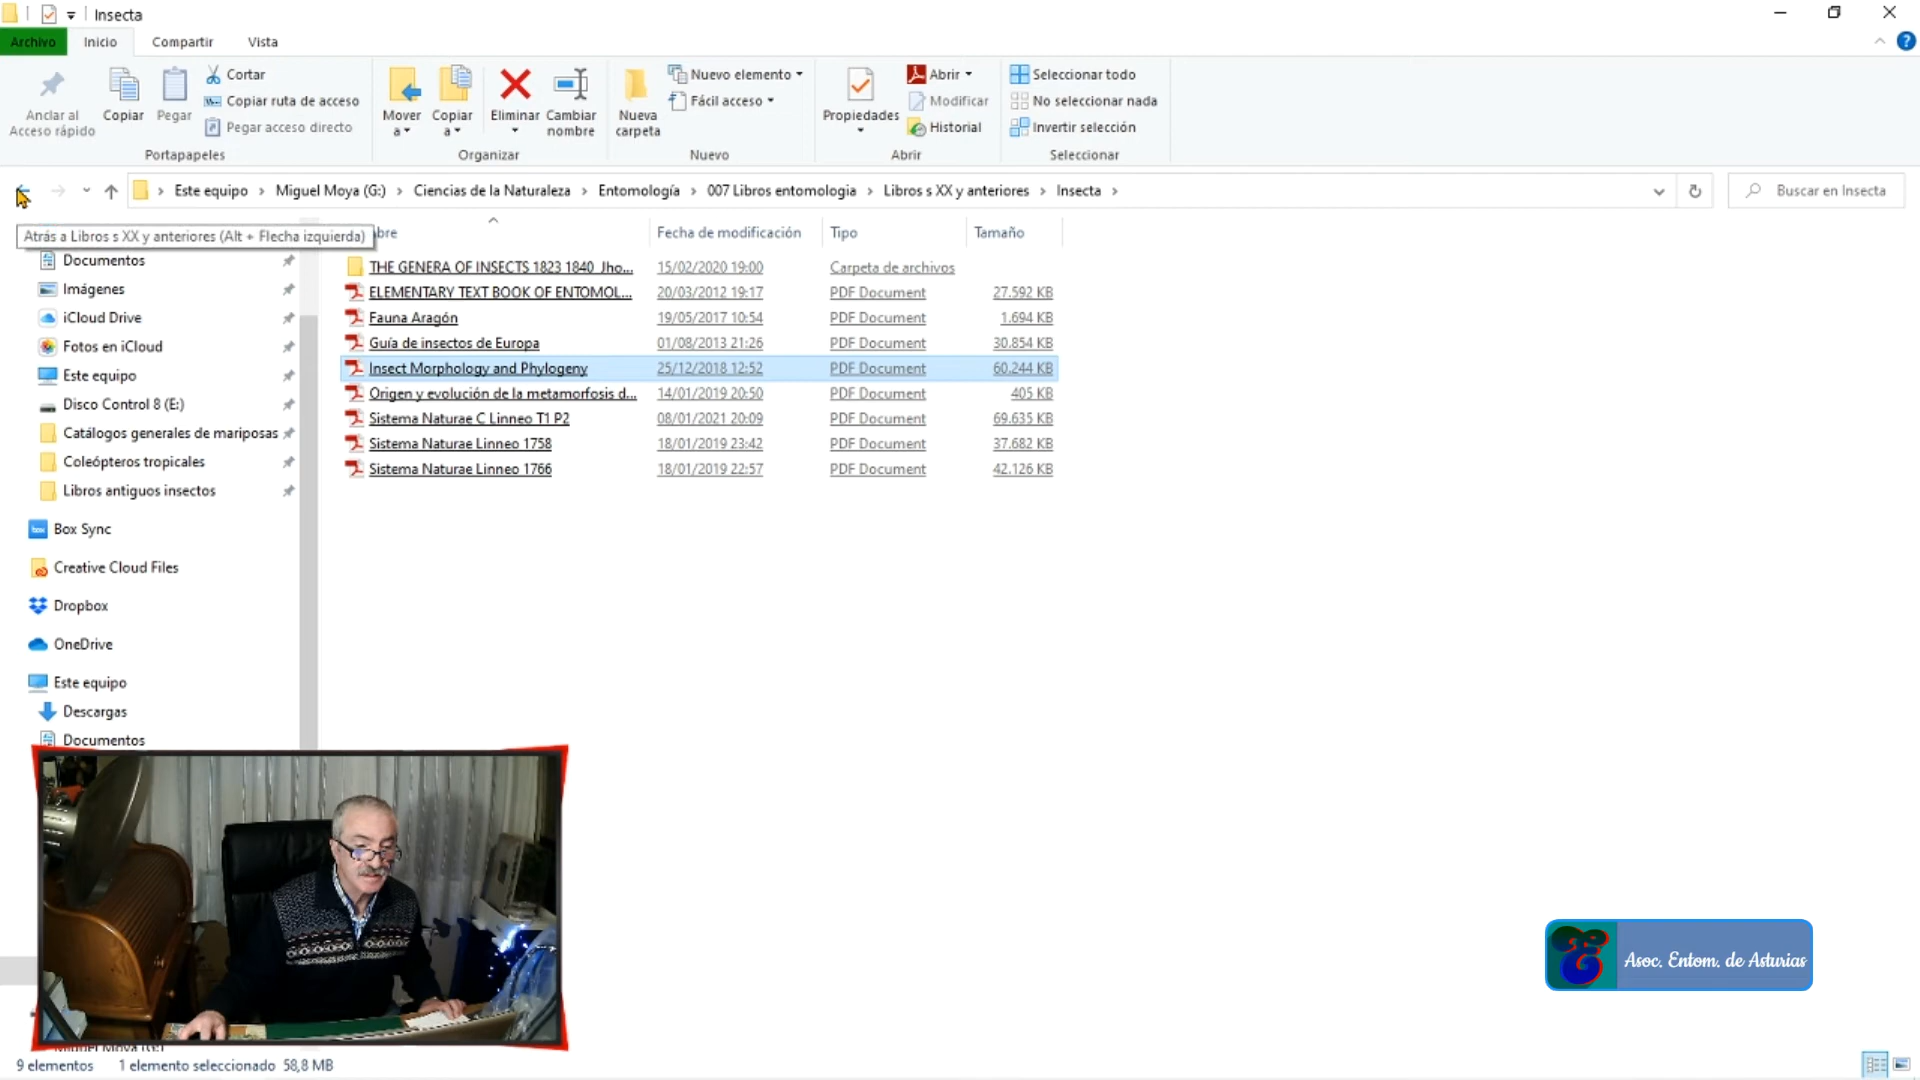 Insecta
Archivo Inicio Compartir Vista
Anclar al Acceso rápido
Copiar
Pegar
Cortar
Copiar ruta de acceso
Pegar acceso directo
Portapapeles
Mover a
Copiar a
Eliminar
Cambiar nombre
Organizar
Nueva carpeta
Nuevo elemento
Fácil acceso
Nuevo
Propiedades
Abrir
Modificar
Historial
Abrir
Seleccionar todo
No seleccionar nada
Invertir selección
Seleccionar
Este equipo > Miguel Moya (G:) > Ciencias de la Naturaleza > Entomología > 007 Libros entomologia > Libros s XX y anteriores > Insecta >
Buscar en Insecta
Atrás a Libros s XX y anteriores (Alt + Flecha izquierda)
bre Fecha de modificación Tipo Tamaño
THE GENERA OF INSECTS 1823 1840 Jho... 15/02/2020 19:00 Carpeta de archivos
ELEMENTARY TEXT BOOK OF ENTOMOL... 20/03/2012 19:17 PDF Document 27.592 KB
Fauna Aragón 19/05/2017 10:54 PDF Document 1.694 KB
Guía de insectos de Europa 01/08/2013 21:26 PDF Document 30.854 KB
Insect Morphology and Phylogeny 25/12/2018 12:52 PDF Document 60.244 KB
Origen y evolución de la metamorfosis d... 14/01/2019 20:50 PDF Document 405 KB
Sistema Naturae C Linneo T1 P2 08/01/2021 20:09 PDF Document 69.635 KB
Sistema Naturae Linneo 1758 18/01/2019 23:42 PDF Document 37.682 KB
Sistema Naturae Linneo 1766 18/01/2019 22:57 PDF Document 42.126 KB
Documentos
Imágenes
iCloud Drive
Fotos en iCloud
Este equipo
Disco Control 8 (E:)
Catálogos generales de mariposas
Coleópteros tropicales
Libros antiguos insectos
Box Sync
Creative Cloud Files
Dropbox
OneDrive
Este equipo
Descargas
Documentos
Miguel Moya (G:)
Asoc. Entom. de Asturias
9 elementos 1 elemento seleccionado 58,8 MB